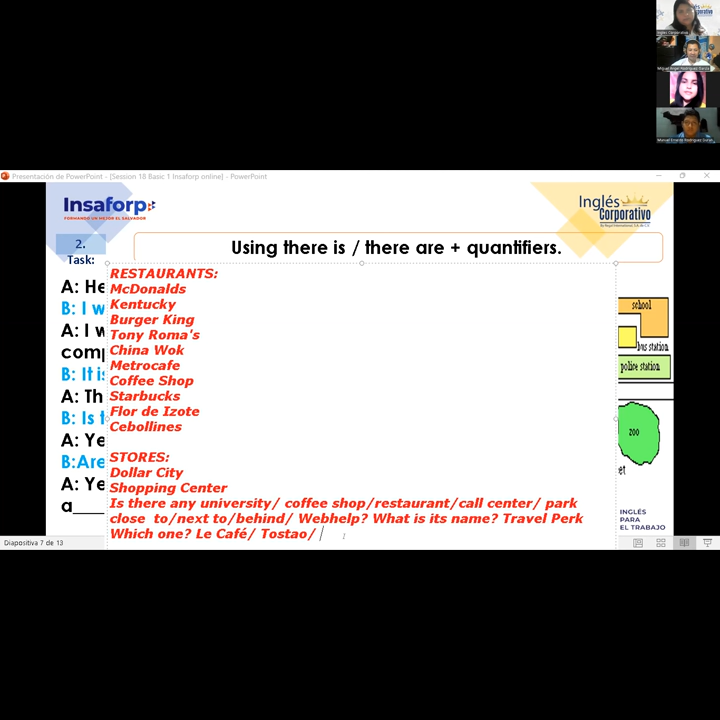 Inglés Corporativo
Presentación de PowerPoint - [Session 18 Basic 1 Insaforp online] - PowerPoint
Insaforp
FORMANDO UN MEJOR EL SALVADOR
Inglés
Corporativo
2.
Task:
Using there is / there are + quantifiers.
A: He
B: I w
A: I w
comp
B: It is
A: Th
B: Is t
A: Ye
B:Are
A: Ye
a____
RESTAURANTS:
McDonalds
Kentucky
Burger King
Tony Roma's
China Wok
Metrocafe
Coffee Shop
Starbucks
Flor de Izote
Cebollines
STORES:
Dollar City
Shopping Center
Is there any university/ coffee shop/restaurant/call center/ park
close to/next to/behind/ Webhelp? What is its name? Travel Perk
Which one? Le Café/ Tostao/
school
bus station
police station
zoo
et
INGLÉS
PARA
EL TRABAJO
Diapositiva 7 de 13